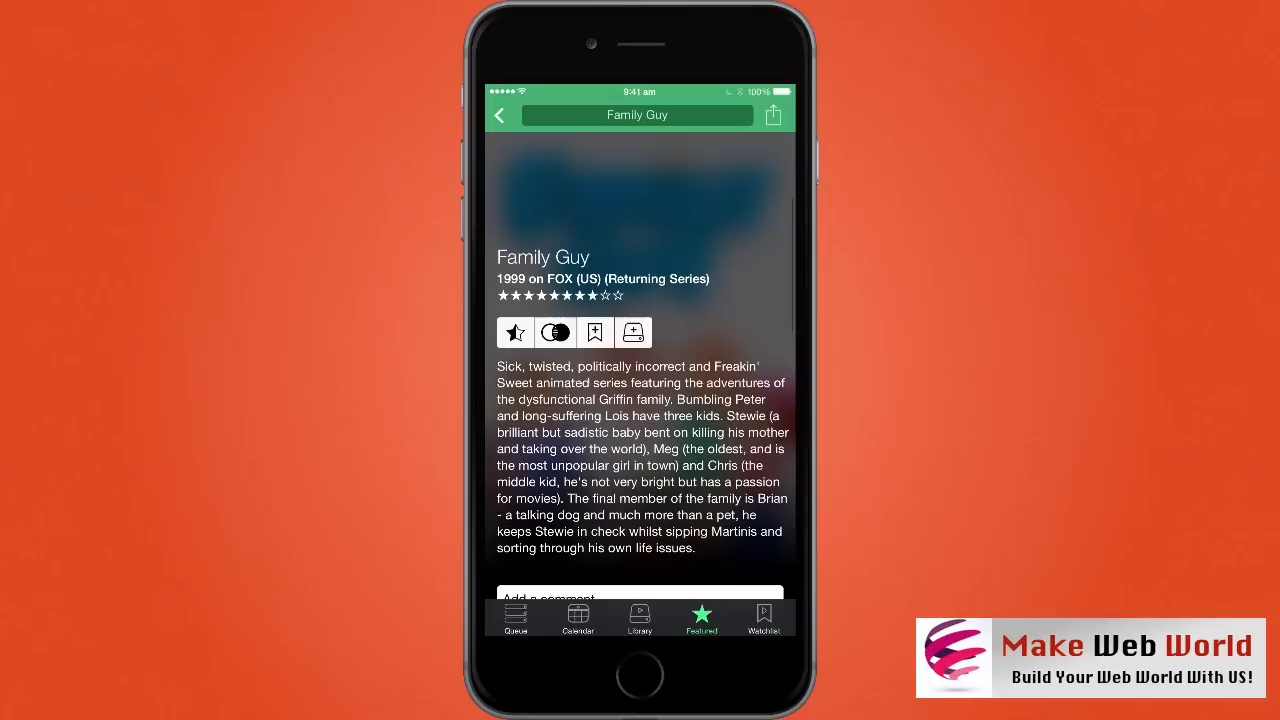 9:41 am
100%
Family Guy
Family Guy
1999 on FOX (US) (Returning Series)
Sick, twisted, politically incorrect and Freakin'
Sweet animated series featuring the adventures of
the dysfunctional Griffin family. Bumbling Peter
and long-suffering Lois have three kids. Stewie (a
brilliant but sadistic baby bent on killing his mother
and taking over the world), Meg (the oldest, and is
the most unpopular girl in town) and Chris (the
middle kid, he's not very bright but has a passion
for movies). The final member of the family is Brian
- a talking dog and much more than a pet, he
keeps Stewie in check whilst sipping Martinis and
sorting through his own life issues.
Add a comment
Queue
Calendar
Library
Featured
Watchlist
Make Web World
Build Your Web World With US!